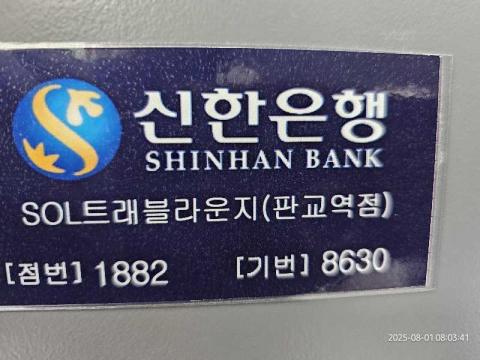 신한은행
SHINHAN BANK
SOL트래블라운지(판교역점)
[점번] 1882 [기번] 8630
2025-08-01 08:03:41